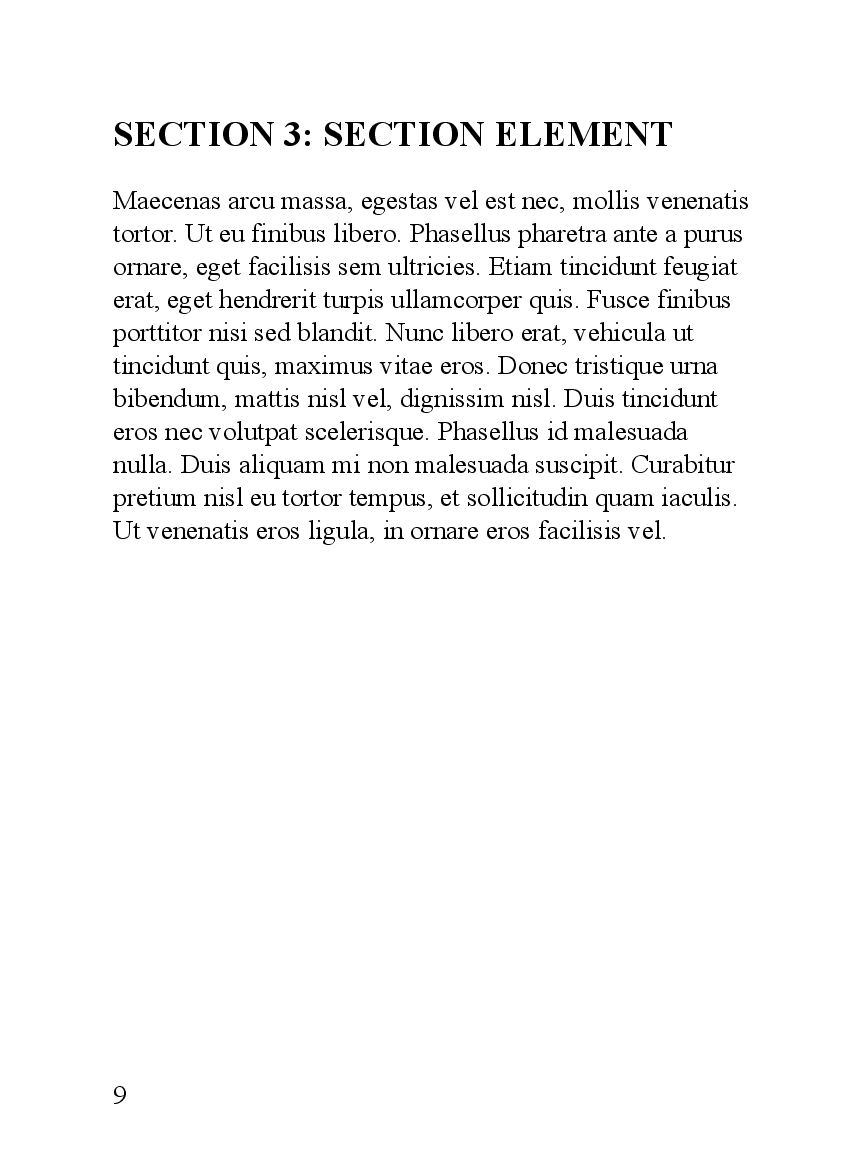 SECTION 3: SECTION ELEMENT
Maecenas arcu massa, egestas vel est nec, mollis venenatis
tortor. Ut eu finibus libero. Phasellus pharetra ante a purus
ornare, eget facilisis sem ultricies. Etiam tincidunt feugiat
erat, eget hendrerit turpis ullamcorper quis. Fusce finibus
porttitor nisi sed blandit. Nunc libero erat, vehicula ut
tincidunt quis, maximus vitae eros. Donec tristique urna
bibendum, mattis nisl vel, dignissim nisl. Duis tincidunt
eros nec volutpat scelerisque. Phasellus id malesuada
nulla. Duis aliquam mi non malesuada suscipit. Curabitur
pretium nisl eu tortor tempus, et sollicitudin quam iaculis.
Ut venenatis eros ligula, in ornare eros facilisis vel.
9